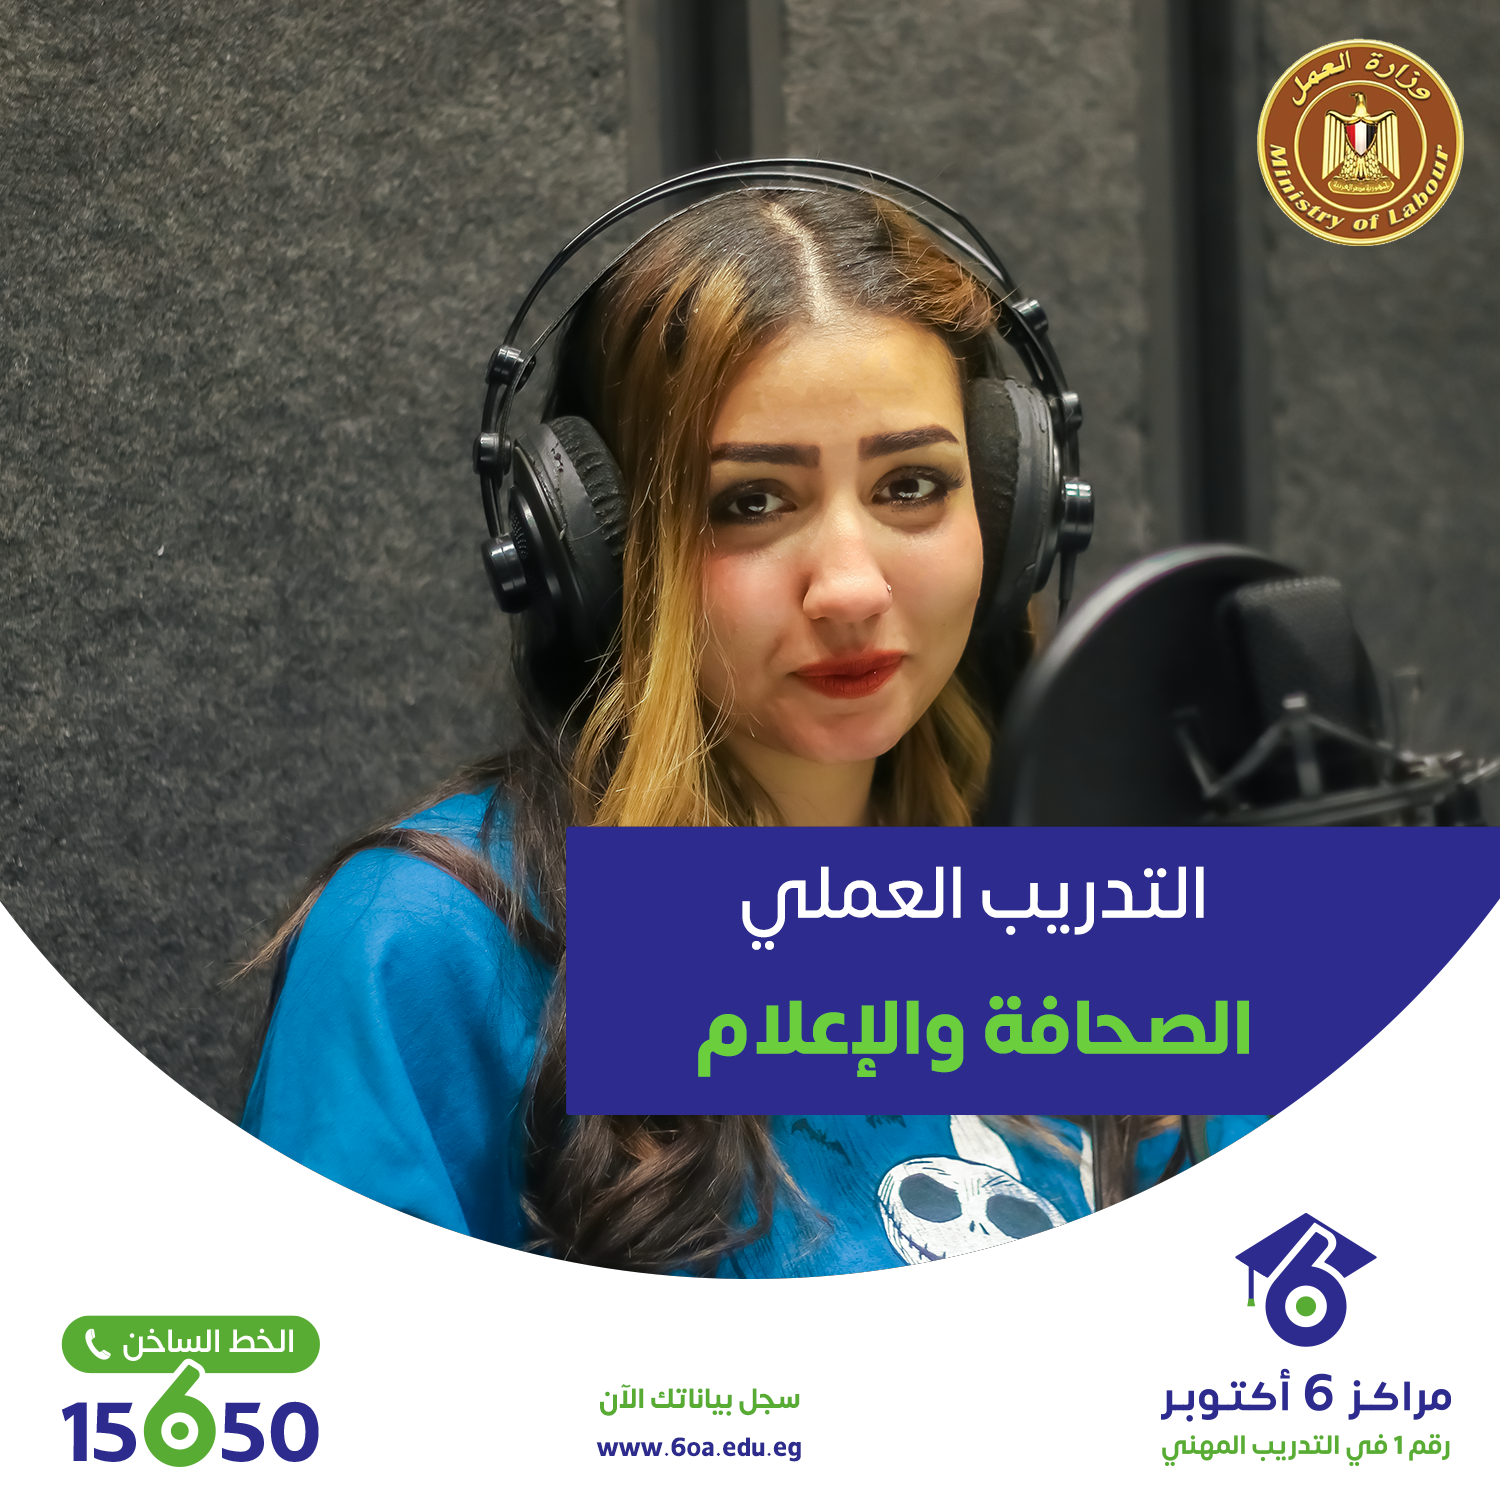 وزارة العمل
Ministry of Labour
التدريب العملي
الصحافة والإعلام
الخط الساخن
15650
سجل بياناتك الآن
www.6oa.edu.eg
6
مراكز 6 أكتوبر
رقم 1 في التدريب المهني